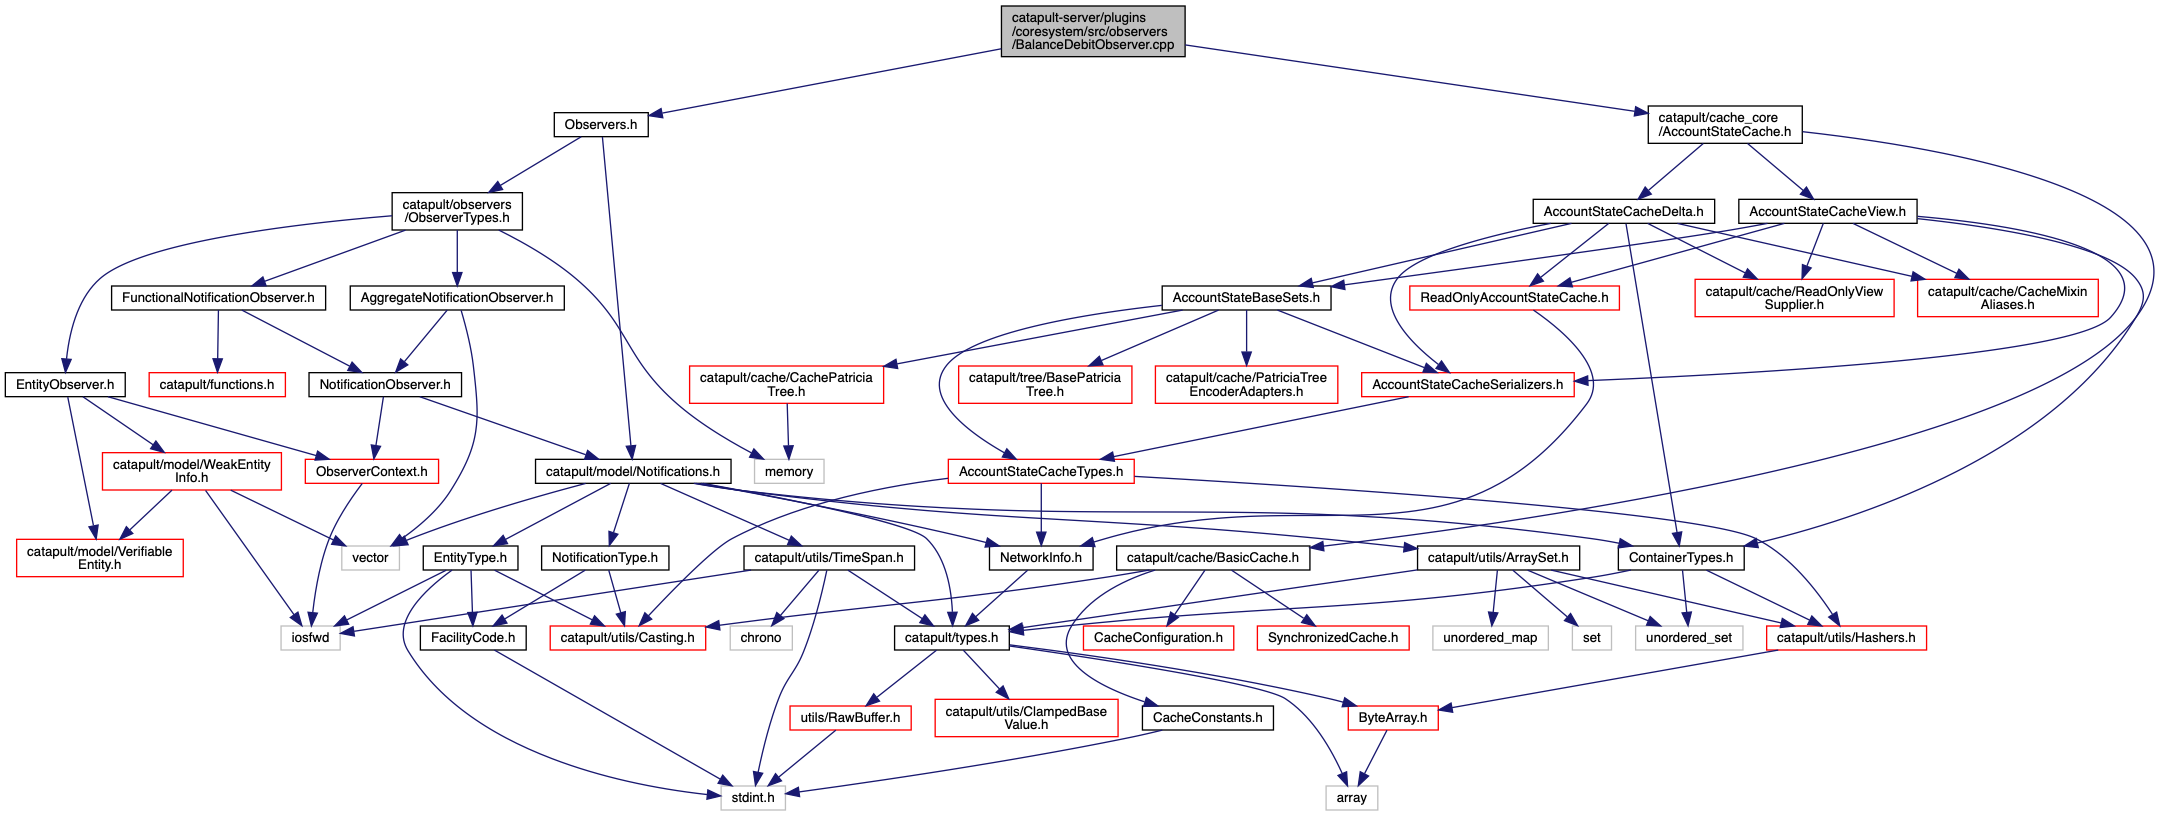 catapult-server/plugins
/coresystem/src/observers
/BalanceDebitObserver.cpp
Observers.h
catapult/cache_core
/AccountStateCache.h
catapult/observers
/ObserverTypes.h
AccountStateCacheDelta.h
AccountStateCacheView.h
FunctionalNotificationObserver.h
AggregateNotificationObserver.h
AccountStateBaseSets.h
ReadOnlyAccountStateCache.h
catapult/cache/ReadOnlyView
Supplier.h
catapult/cache/CacheMixin
Aliases.h
EntityObserver.h
catapult/functions.h
NotificationObserver.h
catapult/cache/CachePatricia
Tree.h
catapult/tree/BasePatricia
Tree.h
catapult/cache/PatriciaTree
EncoderAdapters.h
AccountStateCacheSerializers.h
catapult/model/WeakEntity
Info.h
ObserverContext.h
catapult/model/Notifications.h
memory
AccountStateCacheTypes.h
catapult/model/Verifiable
Entity.h
vector
EntityType.h
NotificationType.h
catapult/utils/TimeSpan.h
NetworkInfo.h
catapult/cache/BasicCache.h
catapult/utils/ArraySet.h
ContainerTypes.h
iosfwd
FacilityCode.h
catapult/utils/Casting.h
chrono
catapult/types.h
CacheConfiguration.h
SynchronizedCache.h
unordered_map
set
unordered_set
catapult/utils/Hashers.h
utils/RawBuffer.h
catapult/utils/ClampedBase
Value.h
CacheConstants.h
ByteArray.h
stdint.h
array